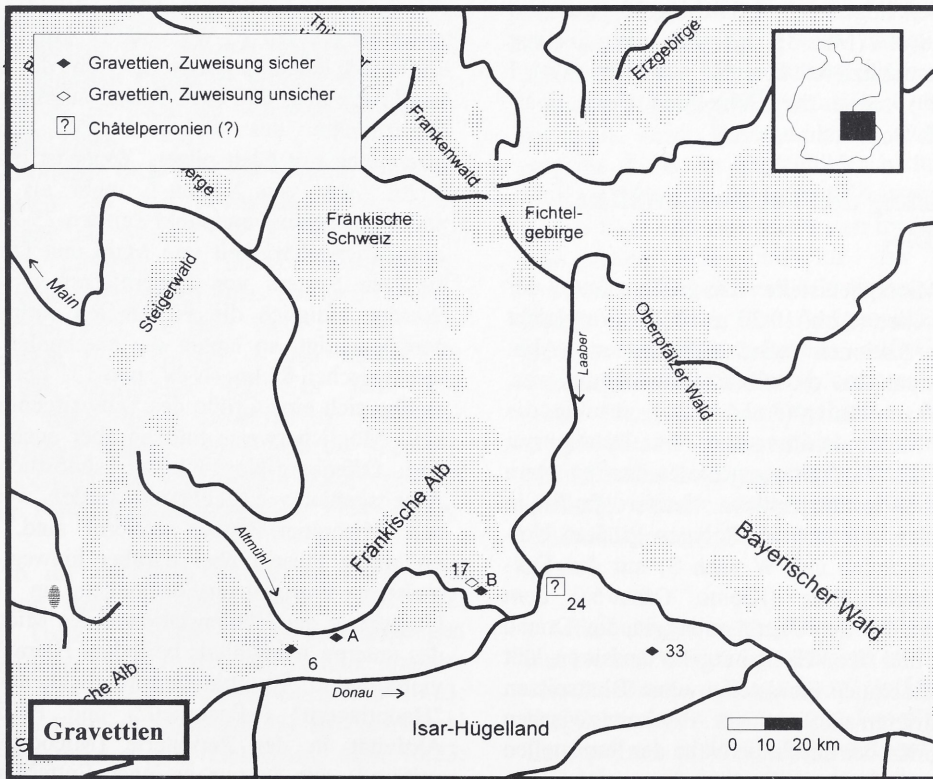 Gravettien, Zuweisung sicher
Gravettien, Zuweisung unsicher
? Châtelperronien (?)
Erzgebirge
Frankenwald
Fränkische
Schweiz
Fichtel-
gebirge
Main
Steigerwald
Laaber
Oberpfälzer Wald
Fränkische Alb
Altmühl
Bayerischer Wald
17
B
?
24
A
6
33
Donau
Isar-Hügelland
0 10 20 km
Gravettien